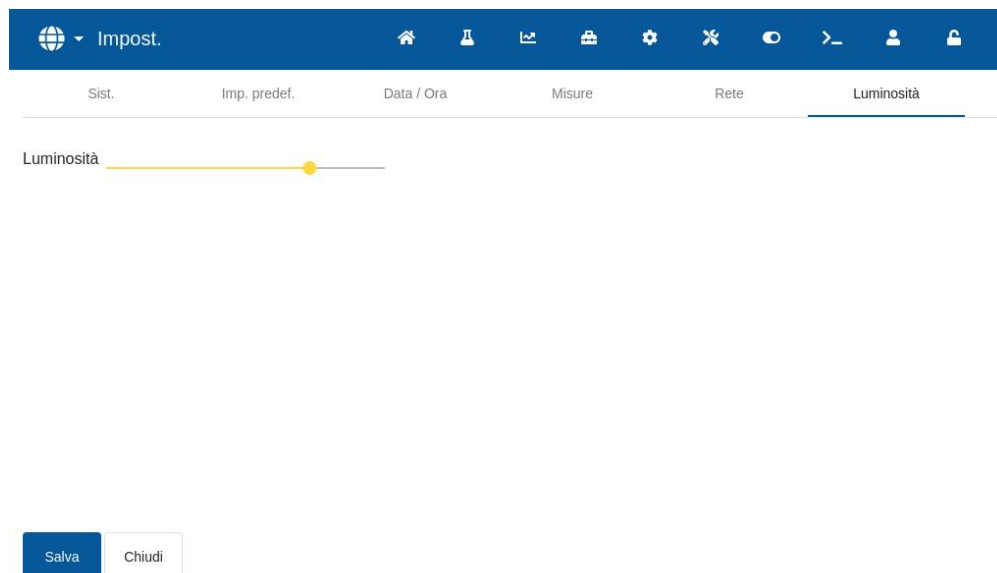 Impost.
Sist. Imp. predef. Data / Ora Misure Rete Luminosità
Luminosità
Salva Chiudi